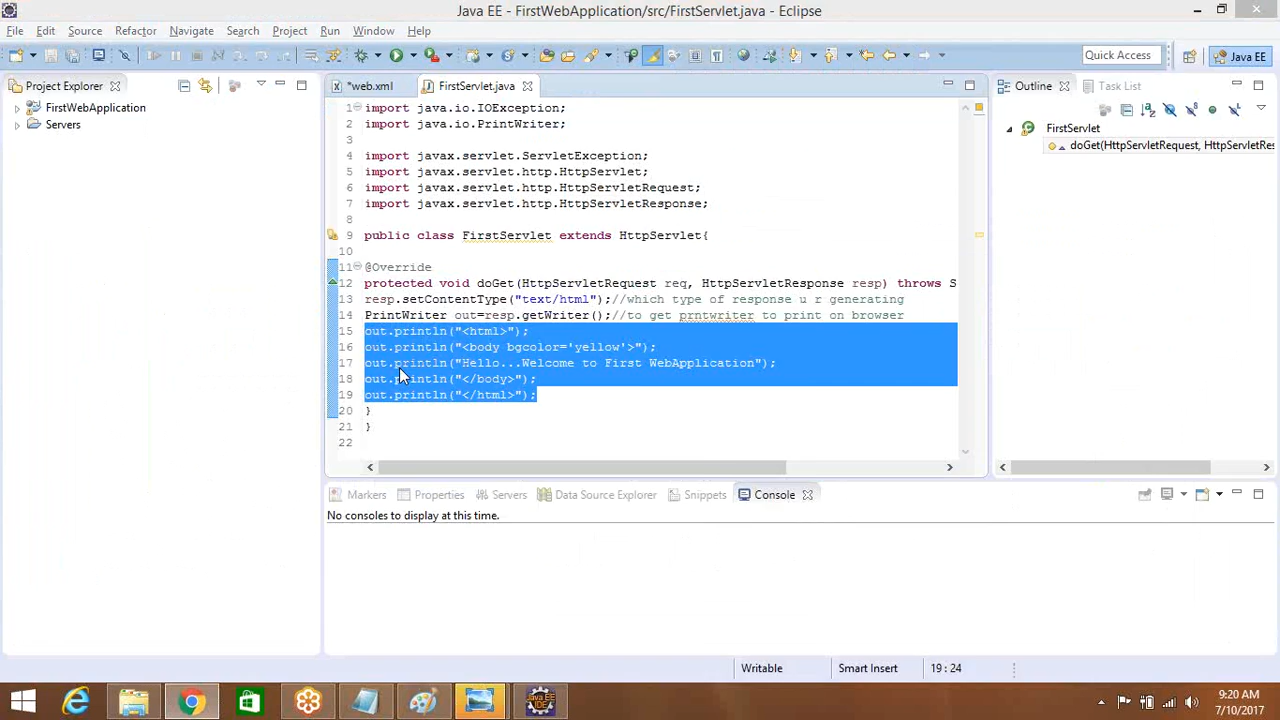 Java EE - FirstWebApplication/src/FirstServlet.java - Eclipse
File Edit Source Refactor Navigate Search Project Run Window Help
Quick Access
Java EE
Project Explorer
FirstWebApplication
Servers
*web.xml
FirstServlet.java
1 import java.io.IOException;
2 import java.io.PrintWriter;
3
4 import javax.servlet.ServletException;
5 import javax.servlet.http.HttpServlet;
6 import javax.servlet.http.HttpServletRequest;
7 import javax.servlet.http.HttpServletResponse;
8
9 public class FirstServlet extends HttpServlet{
10
11 @Override
12 protected void doGet(HttpServletRequest req, HttpServletResponse resp) throws S
13 resp.setContentType("text/html");//which type of response u r generating
14 PrintWriter out=resp.getWriter();//to get prntwriter to print on browser
15 out.println("<html>");
16 out.println("<body bgcolor='yellow'>");
17 out.println("Hello...Welcome to First WebApplication");
18 out.println("</body>");
19 out.println("</html>");
20 }
21 }
22
Outline
Task List
FirstServlet
doGet(HttpServletRequest, HttpServletRes
Markers Properties Servers Data Source Explorer Snippets Console
No consoles to display at this time.
Writable Smart Insert 19 : 24
Java EE
IDE
9:20 AM
7/10/2017